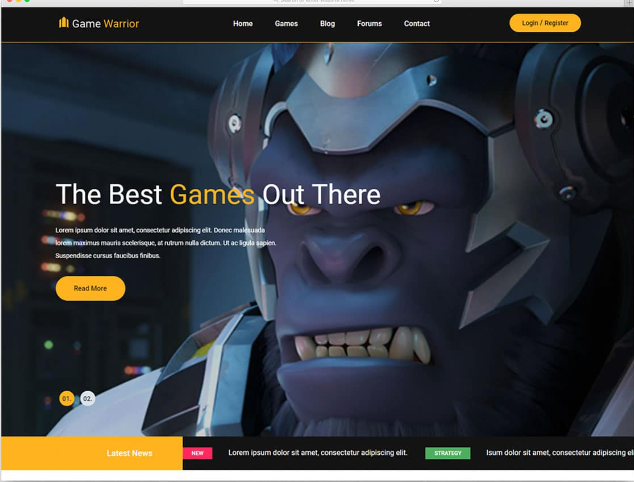 Game Warrior
Home
Games
Blog
Forums
Contact
Login / Register
The Best Games Out There
Lorem ipsum dolor sit amet, consectetur adipiscing elit. Donec malesuada
lorem maximus mauris scelerisque, at rutrum nulla dictum. Ut ac ligula sapien.
Suspendisse cursus faucibus finibus.
Read More
01.
02.
Latest News
NEW
Lorem ipsum dolor sit amet, consectetur adipiscing elit.
STRATEGY
Isum dolor sit amet, consectetur adipiscing eli